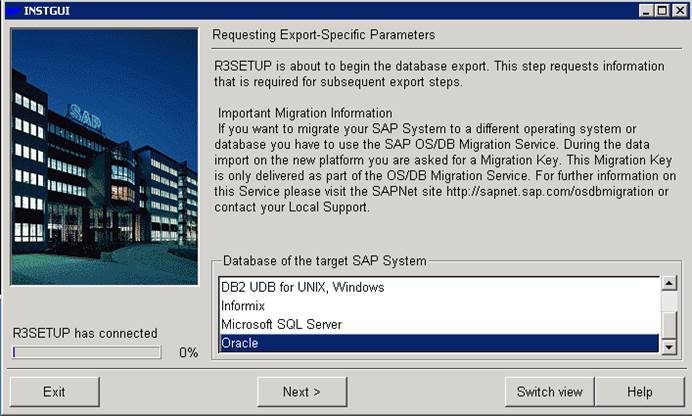 INSTGUI
SAP
Requesting Export-Specific Parameters
R3SETUP is about to begin the database export. This step requests information
that is required for subsequent export steps.
Important Migration Information
If you want to migrate your SAP System to a different operating system or
database you have to use the SAP OS/DB Migration Service. During the data
import on the new platform you are asked for a Migration Key. This Migration Key
is only delivered as part of the OS/DB Migration Service. For further information on
this Service please visit the SAPNet site http://sapnet.sap.com/osdbmigration or
contact your Local Support.
Database of the target SAP System
DB2 UDB for UNIX, Windows
Informix
Microsoft SQL Server
Oracle
R3SETUP has connected
0%
Exit
Next >
Switch view
Help